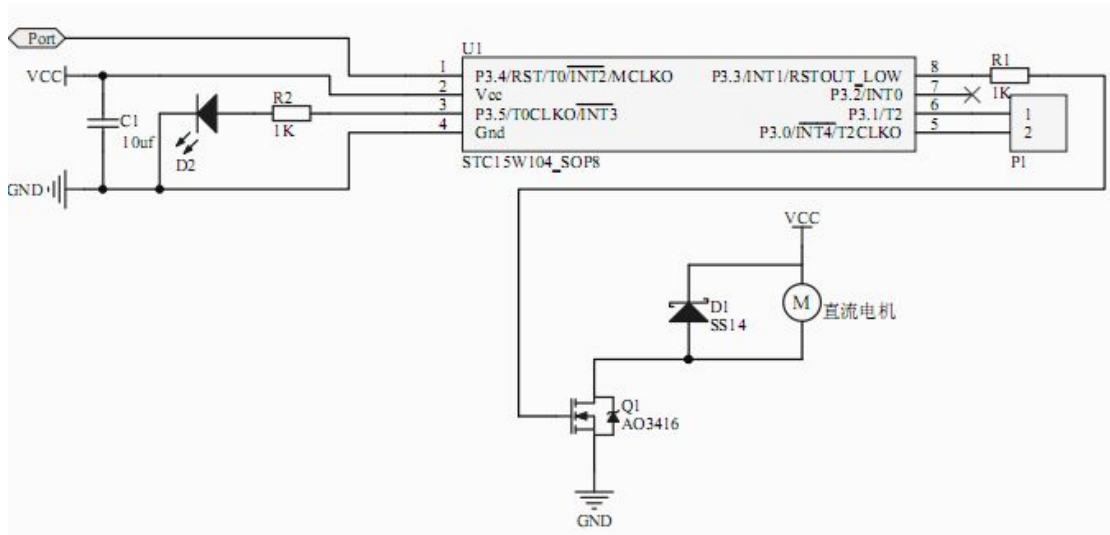 Port
U1
1
P3.4/RST/T0/INT2/MCLKO
P3.3/INT1/RSTOUT_LOW
8
R1
1K
VCC
2
Vcc
P3.2/INT0
7
C1
10uf
D2
R2
1K
3
P3.5/T0CLKO/INT3
P3.1/T2
6
1
4
Gnd
P3.0/INT4/T2CLKO
5
2
P1
STC15W104_SOP8
GND
VCC
D1
SS14
M
直流电机
Q1
AO3416
GND